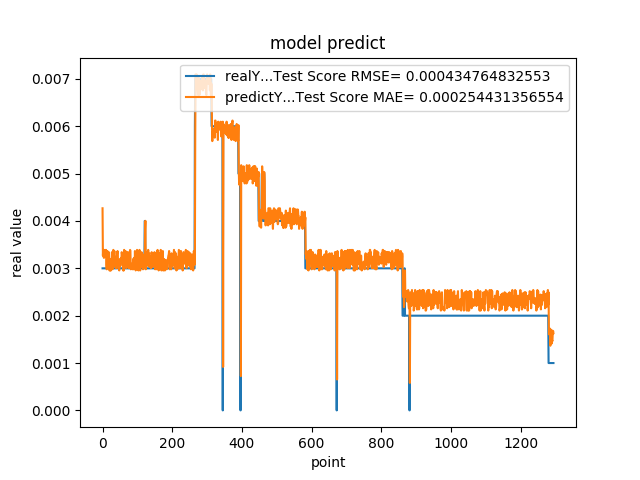 model predict
realY...Test Score RMSE= 0.000434764832553
predictY...Test Score MAE= 0.000254431356554
real value
0.007
0.006
0.005
0.004
0.003
0.002
0.001
0.000
0 200 400 600 800 1000 1200
point